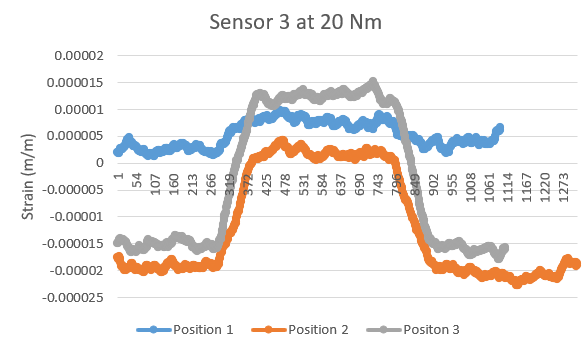 Sensor 3 at 20 Nm
0.00002
0.000015
0.00001
0.000005
0
-0.000005
-0.00001
-0.000015
-0.00002
-0.000025
Strain (m/m)
1 54 107 160 213 266 319 372 425 478 531 584 637 690 743 796 849 902 955 1008 1061 1114 1167 1220 1273
Position 1 Position 2 Positon 3